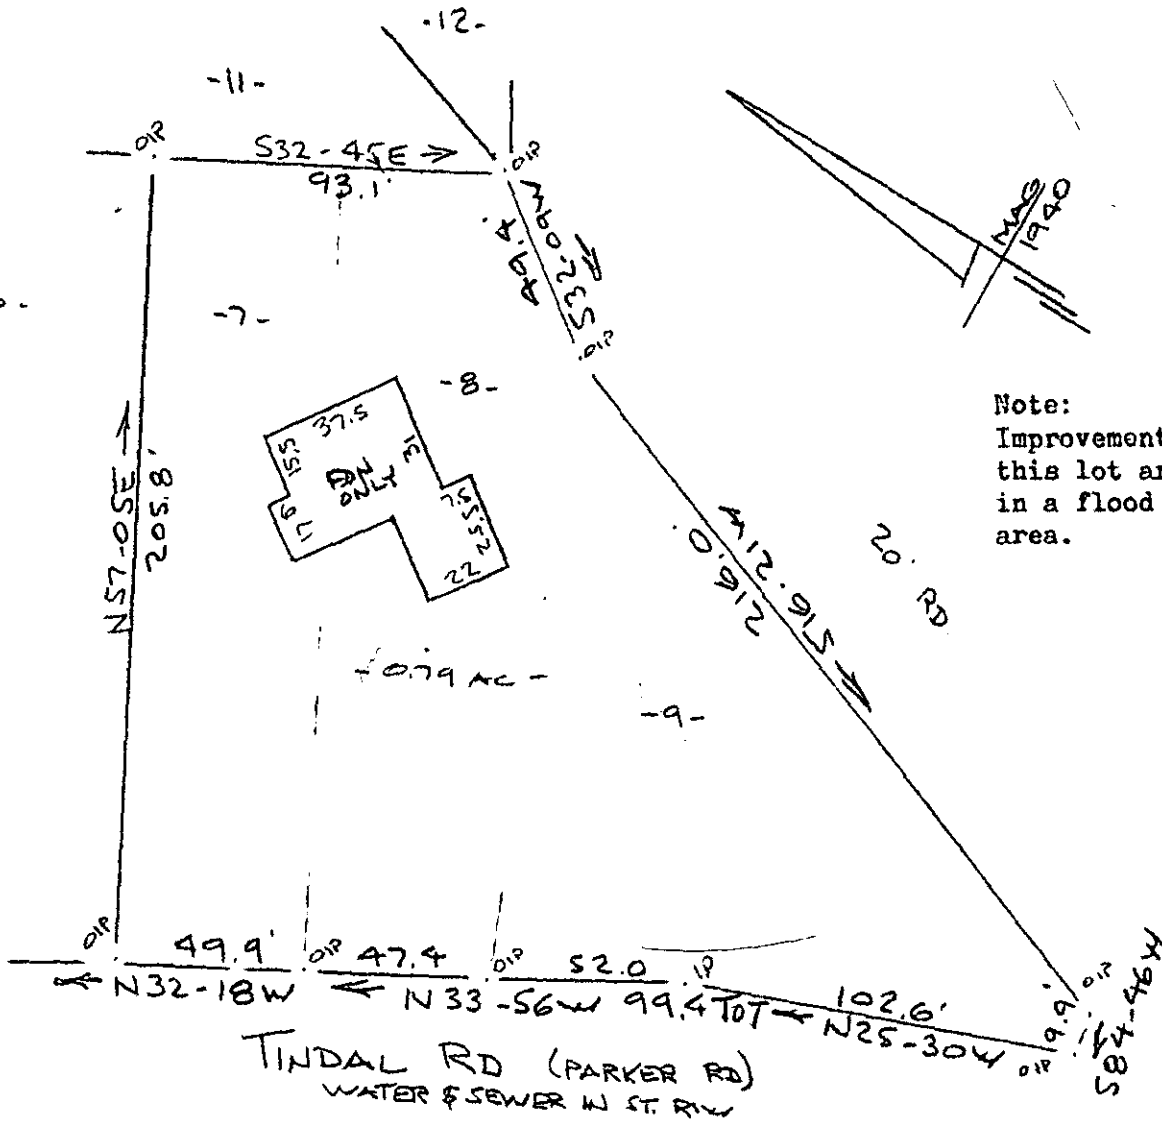 -12-
-11-
OIP
S32-45E →
93.1'
OIP
S32-09W
49.4'
OIP
MAG
1940
-7-
-8-
Note:
Improvement
this lot ar
in a flood
area.
37.5
15.5
31
FDN
ONLY
6
17
7.5
25.5
22
N57-05E →
205.8'
S16-21W
216.0'
20'
RD
-0.79 AC-
-9-
OIP
49.9'
OIP
47.4
OIP
52.0
IP
102.6'
9.9'
OIP
N32-18W
N33-56W
99.4 TOT
N25-30W
OIP
S84-46W
TINDAL RD (PARKER RD)
WATER & SEWER IN ST. R/W